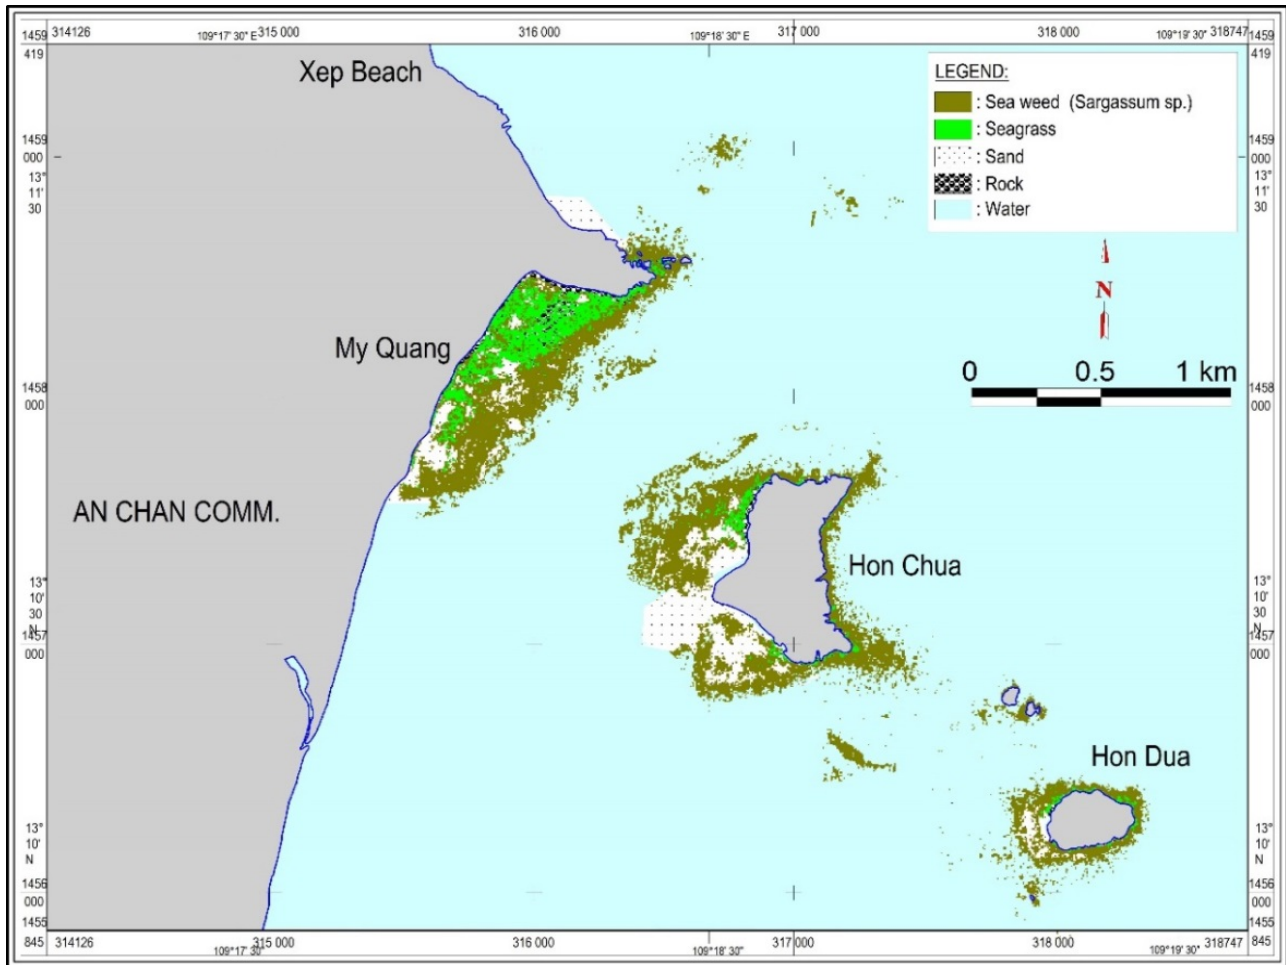 314126 109°17' 30" E 315 000 316 000 109°18' 30" E 317 000 318 000 109°19' 30" 318747
1459
419
1459
419
Xep Beach
LEGEND:
: Sea weed (Sargassum sp.)
: Seagrass
: Sand
: Rock
: Water
1459
000
13°
11'
30
1459
000
13°
11'
30
N
My Quang
0 0.5 1 km
1458
000
1458
000
AN CHAN COMM.
Hon Chua
13°
10'
30
N
1457
000
13°
10'
30
N
1457
000
Hon Dua
13°
10'
N
1456
000
1455
845
13°
10'
N
1456
000
1455
845
314126 109°17' 30" 315 000 316 000 109°18' 30" 317 000 318 000 109°19' 30" 318747